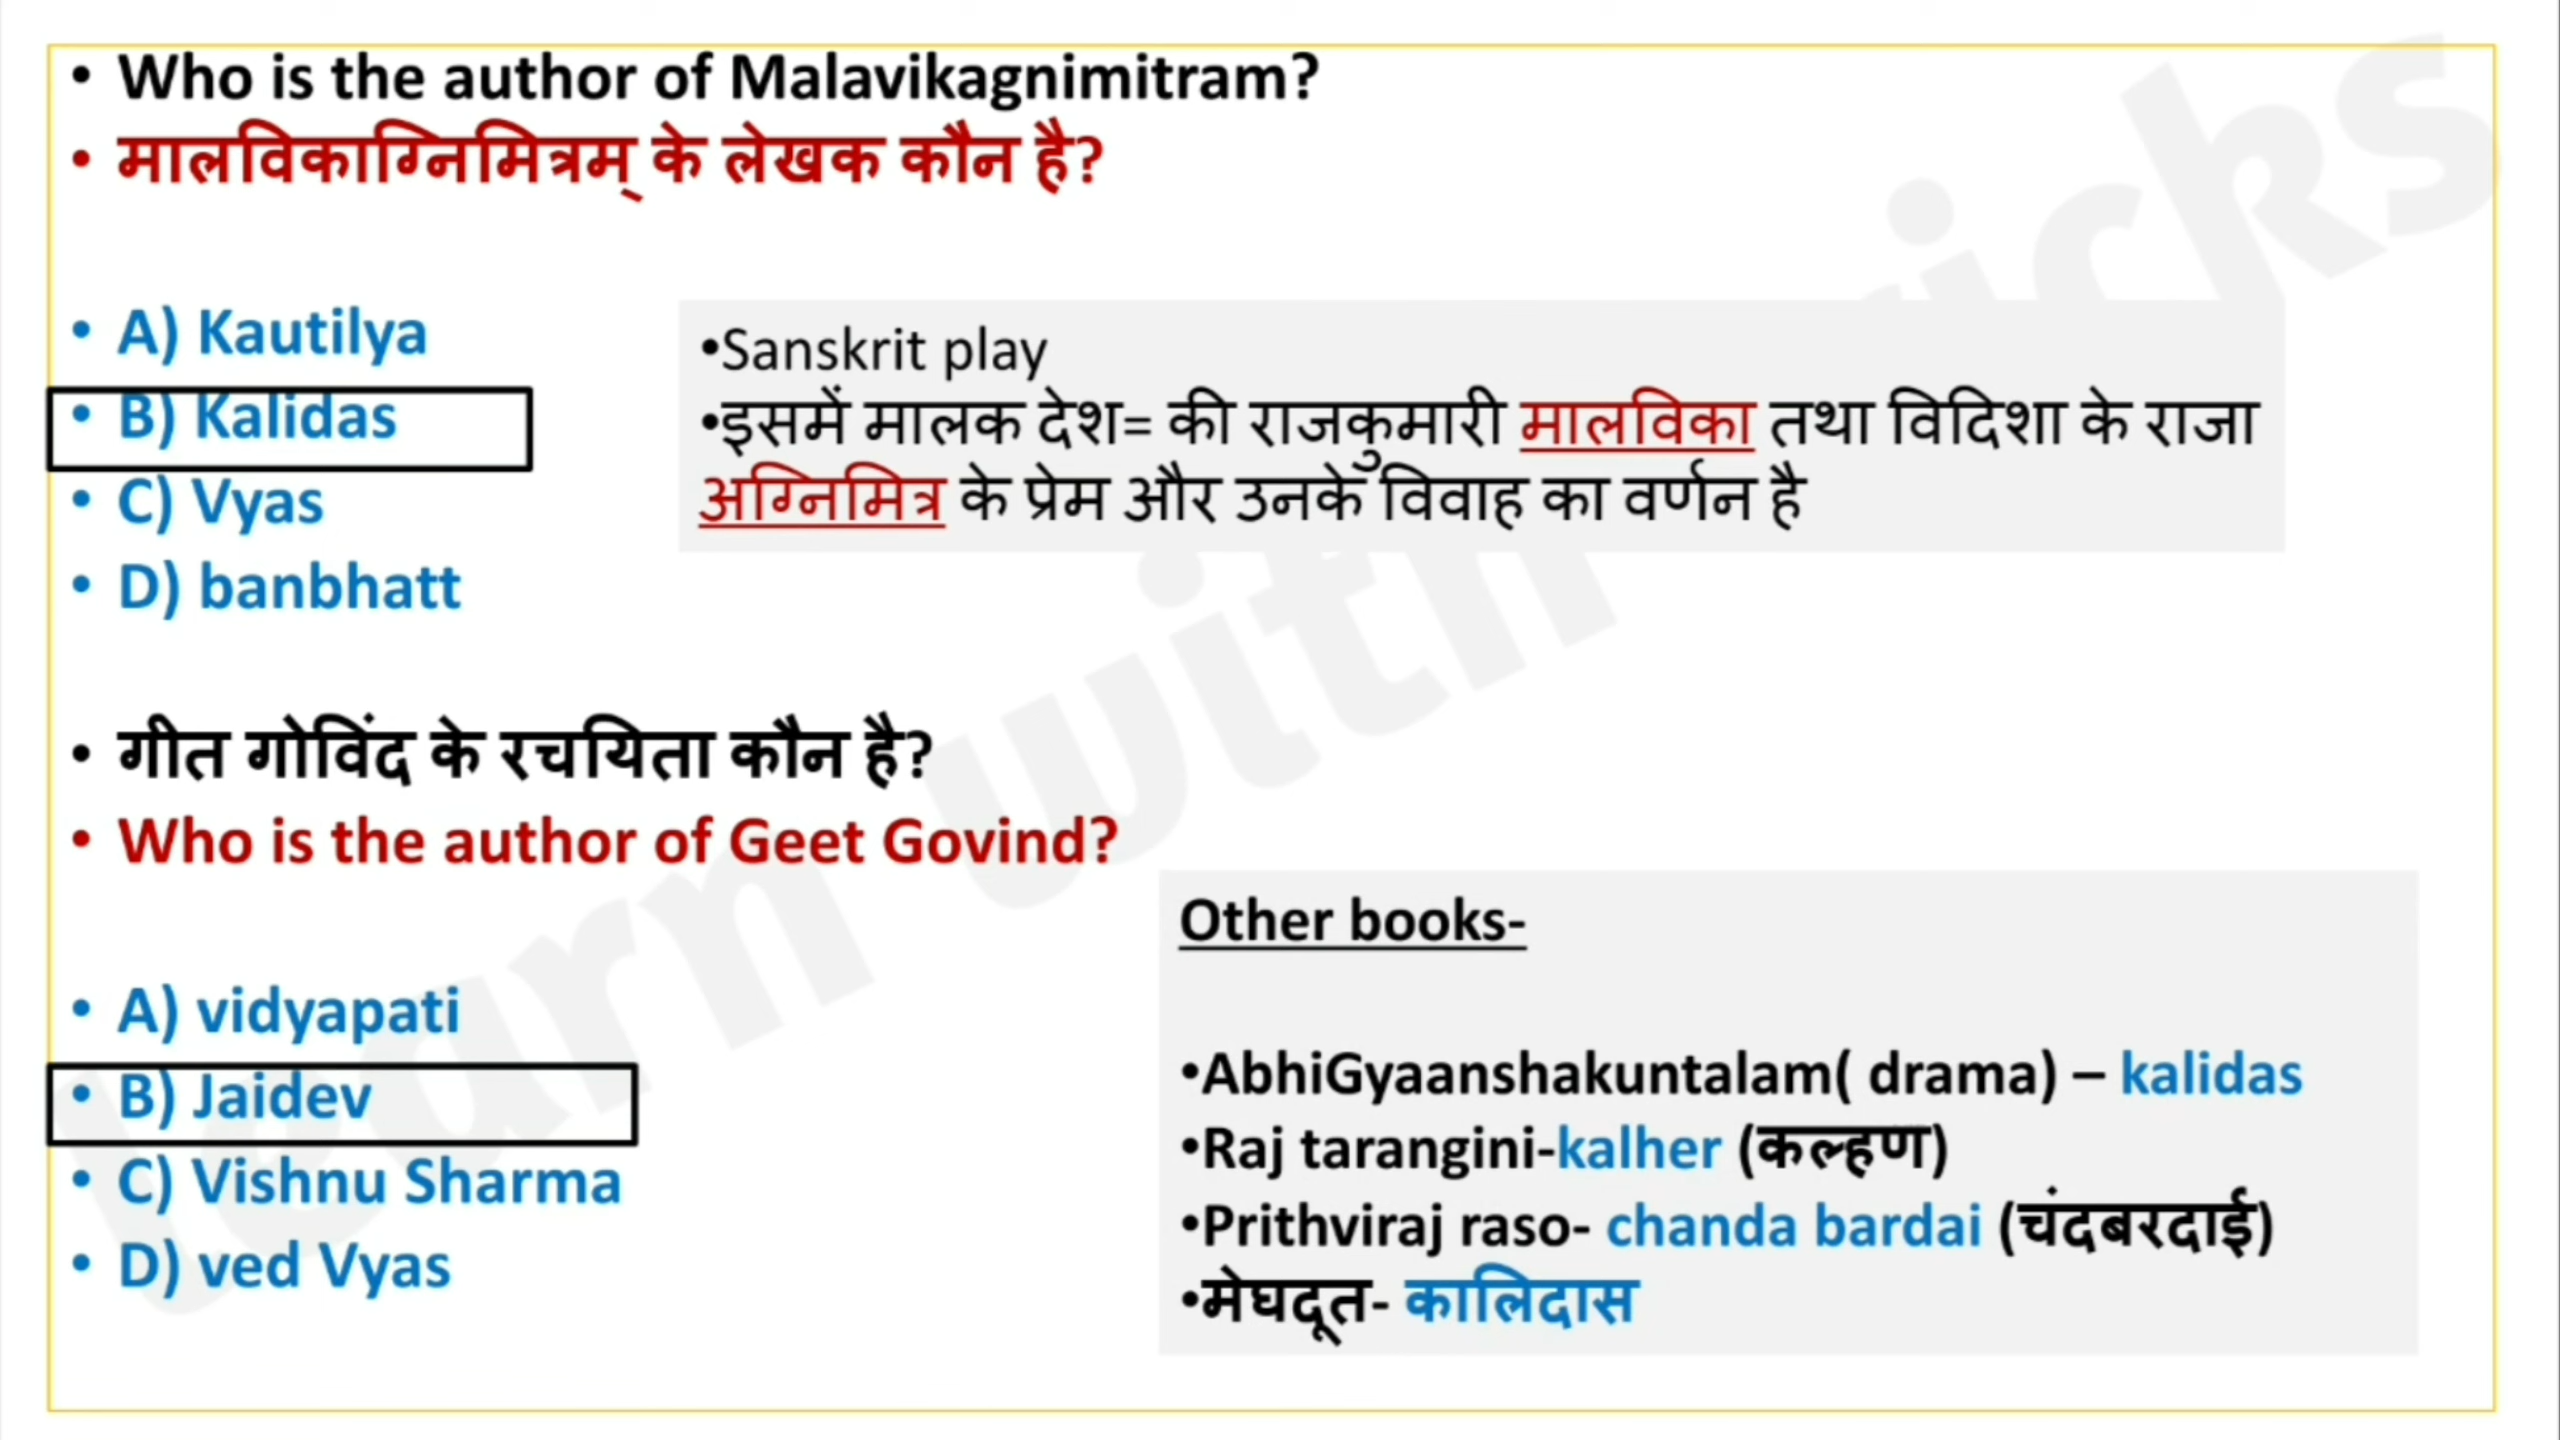 • Who is the author of Malavikagnimitram?
• मालविकाग्निमित्रम् के लेखक कौन है?
• A) Kautilya
• B) Kalidas
• C) Vyas
• D) banbhatt
•Sanskrit play
•इसमें मालक देश= की राजकुमारी मालविका तथा विदिशा के राजा
अग्निमित्र के प्रेम और उनके विवाह का वर्णन है
• गीत गोविंद के रचयिता कौन है?
• Who is the author of Geet Govind?
• A) vidyapati
• B) Jaidev
• C) Vishnu Sharma
• D) ved Vyas
Other books-
•AbhiGyaanshakuntalam( drama) – kalidas
•Raj tarangini-kalher (कल्हण)
•Prithviraj raso- chanda bardai (चंदबरदाई)
•मेघदूत- कालिदास
learn with